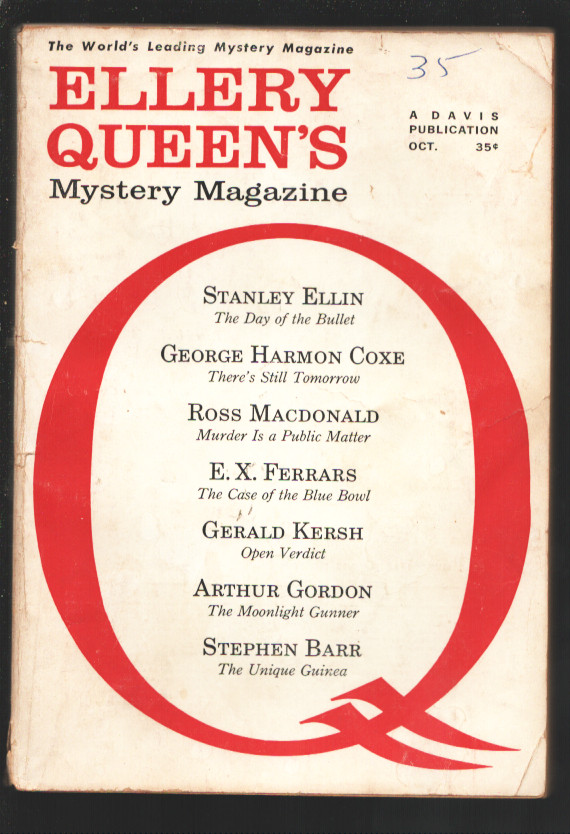 The World's Leading Mystery Magazine
35
ELLERY
QUEEN'S
Mystery Magazine
A DAVIS
PUBLICATION
OCT. 35¢
STANLEY ELLIN
The Day of the Bullet
GEORGE HARMON COXE
There's Still Tomorrow
ROSS MACDONALD
Murder Is a Public Matter
E. X. FERRARS
The Case of the Blue Bowl
GERALD KERSH
Open Verdict
ARTHUR GORDON
The Moonlight Gunner
STEPHEN BARR
The Unique Guinea
Q